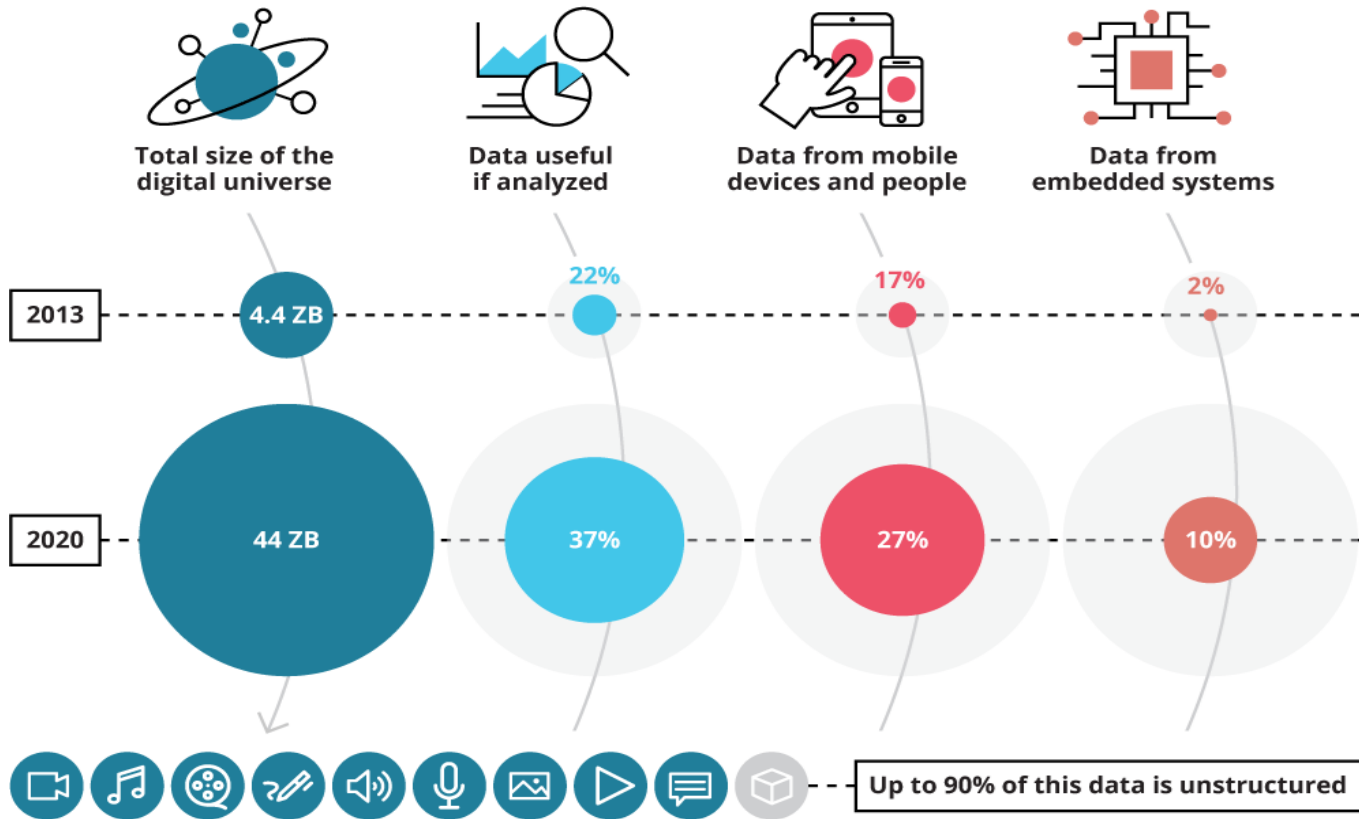 Total size of the
digital universe
Data useful
if analyzed
Data from mobile
devices and people
Data from
embedded systems
2013
4.4 ZB
22%
17%
2%
2020
44 ZB
37%
27%
10%
Up to 90% of this data is unstructured